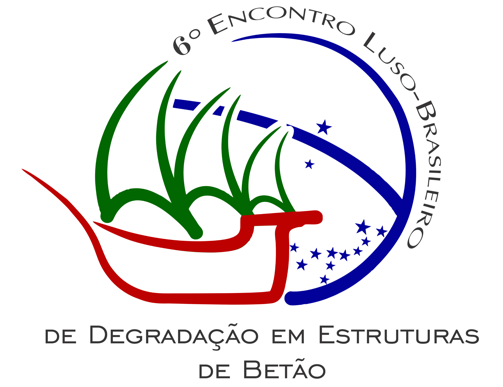 6º Encontro Luso-Brasileiro
de Degradação em Estruturas
de Betão